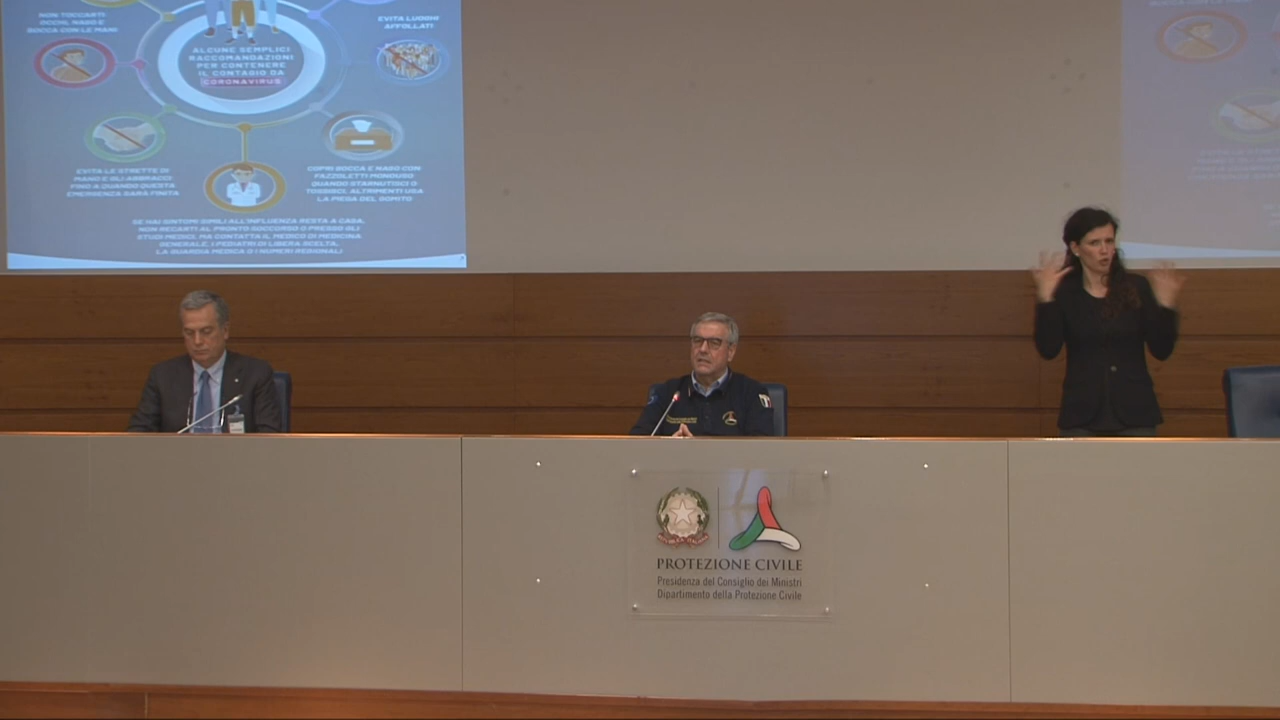 NON TOCCARTI
OCCHI, NASO E
BOCCA CON LE MANI
EVITA LUOGHI
AFFOLLATI
ALCUNE SEMPLICI
RACCOMANDAZIONI
PER CONTENERE
IL CONTAGIO DA
CORONAVIRUS
EVITA LE STRETTE DI
MANO E GLI ABBRACCI
FINO A QUANDO QUESTA
EMERGENZA SARÀ FINITA
COPRI BOCCA E NASO CON
FAZZOLETTI MONOUSO
QUANDO STARNUTISCI O
TOSSISCI, ALTRIMENTI USA
LA PIEGA DEL GOMITO
SE HAI SINTOMI SIMILI ALL'INFLUENZA RESTA A CASA,
NON RECARTI AL PRONTO SOCCORSO O PRESSO GLI
STUDI MEDICI, MA CONTATTA IL MEDICO DI MEDICINA
GENERALE, I PEDIATRI DI LIBERA SCELTA,
LA GUARDIA MEDICA O I NUMERI REGIONALI
PROTEZIONE CIVILE
Presidenza del Consiglio dei Ministri
Dipartimento della Protezione Civile